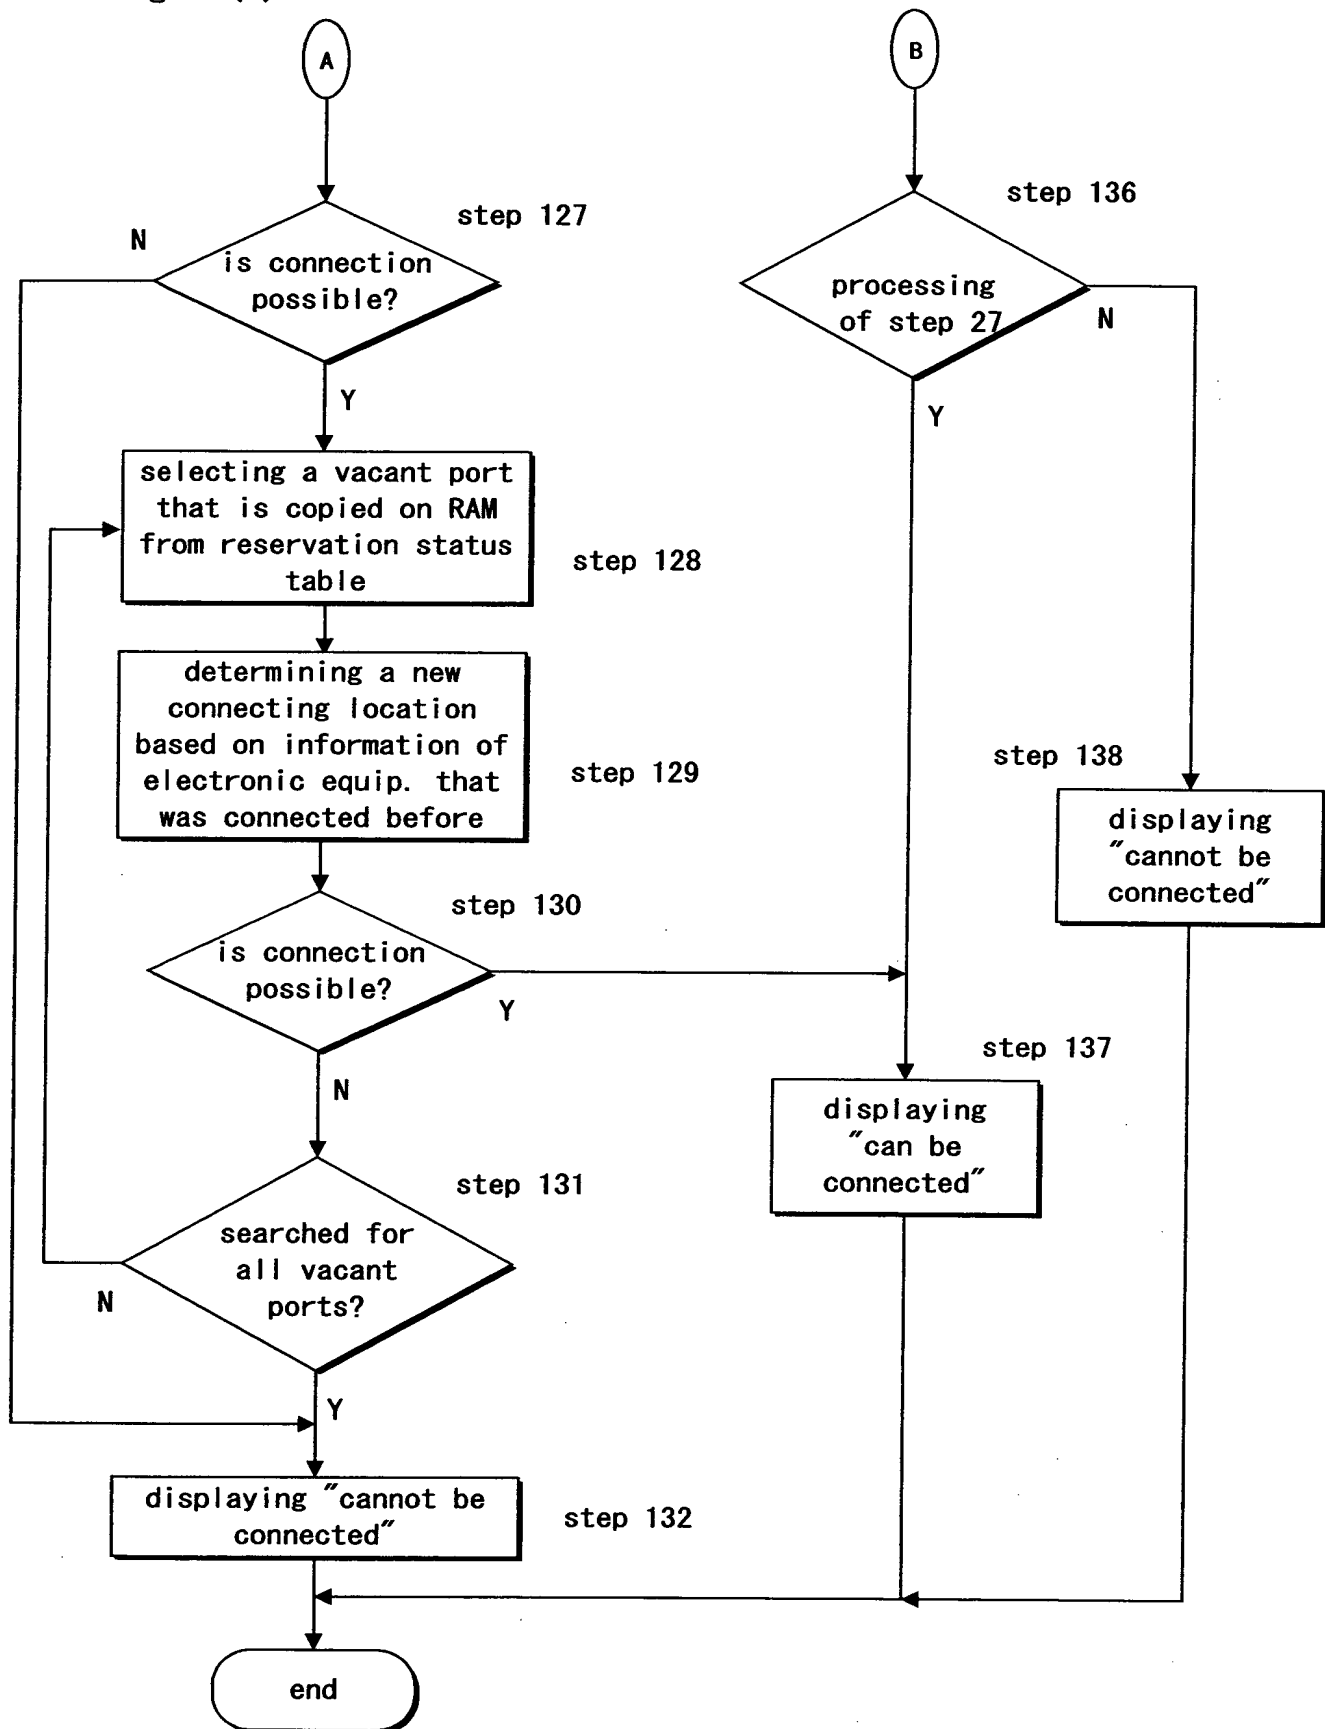 A
B
step 127
step 136
N
is connection
possible?
processing
of step 27
N
Y
Y
selecting a vacant port
that is copied on RAM
from reservation status
table
step 128
determining a new
connecting location
based on information of
electronic equip. that
was connected before
step 129
step 138
displaying
"cannot be
connected"
step 130
is connection
possible?
Y
N
step 137
displaying
"can be
connected"
step 131
searched for
all vacant
ports?
N
Y
displaying "cannot be
connected"
step 132
end